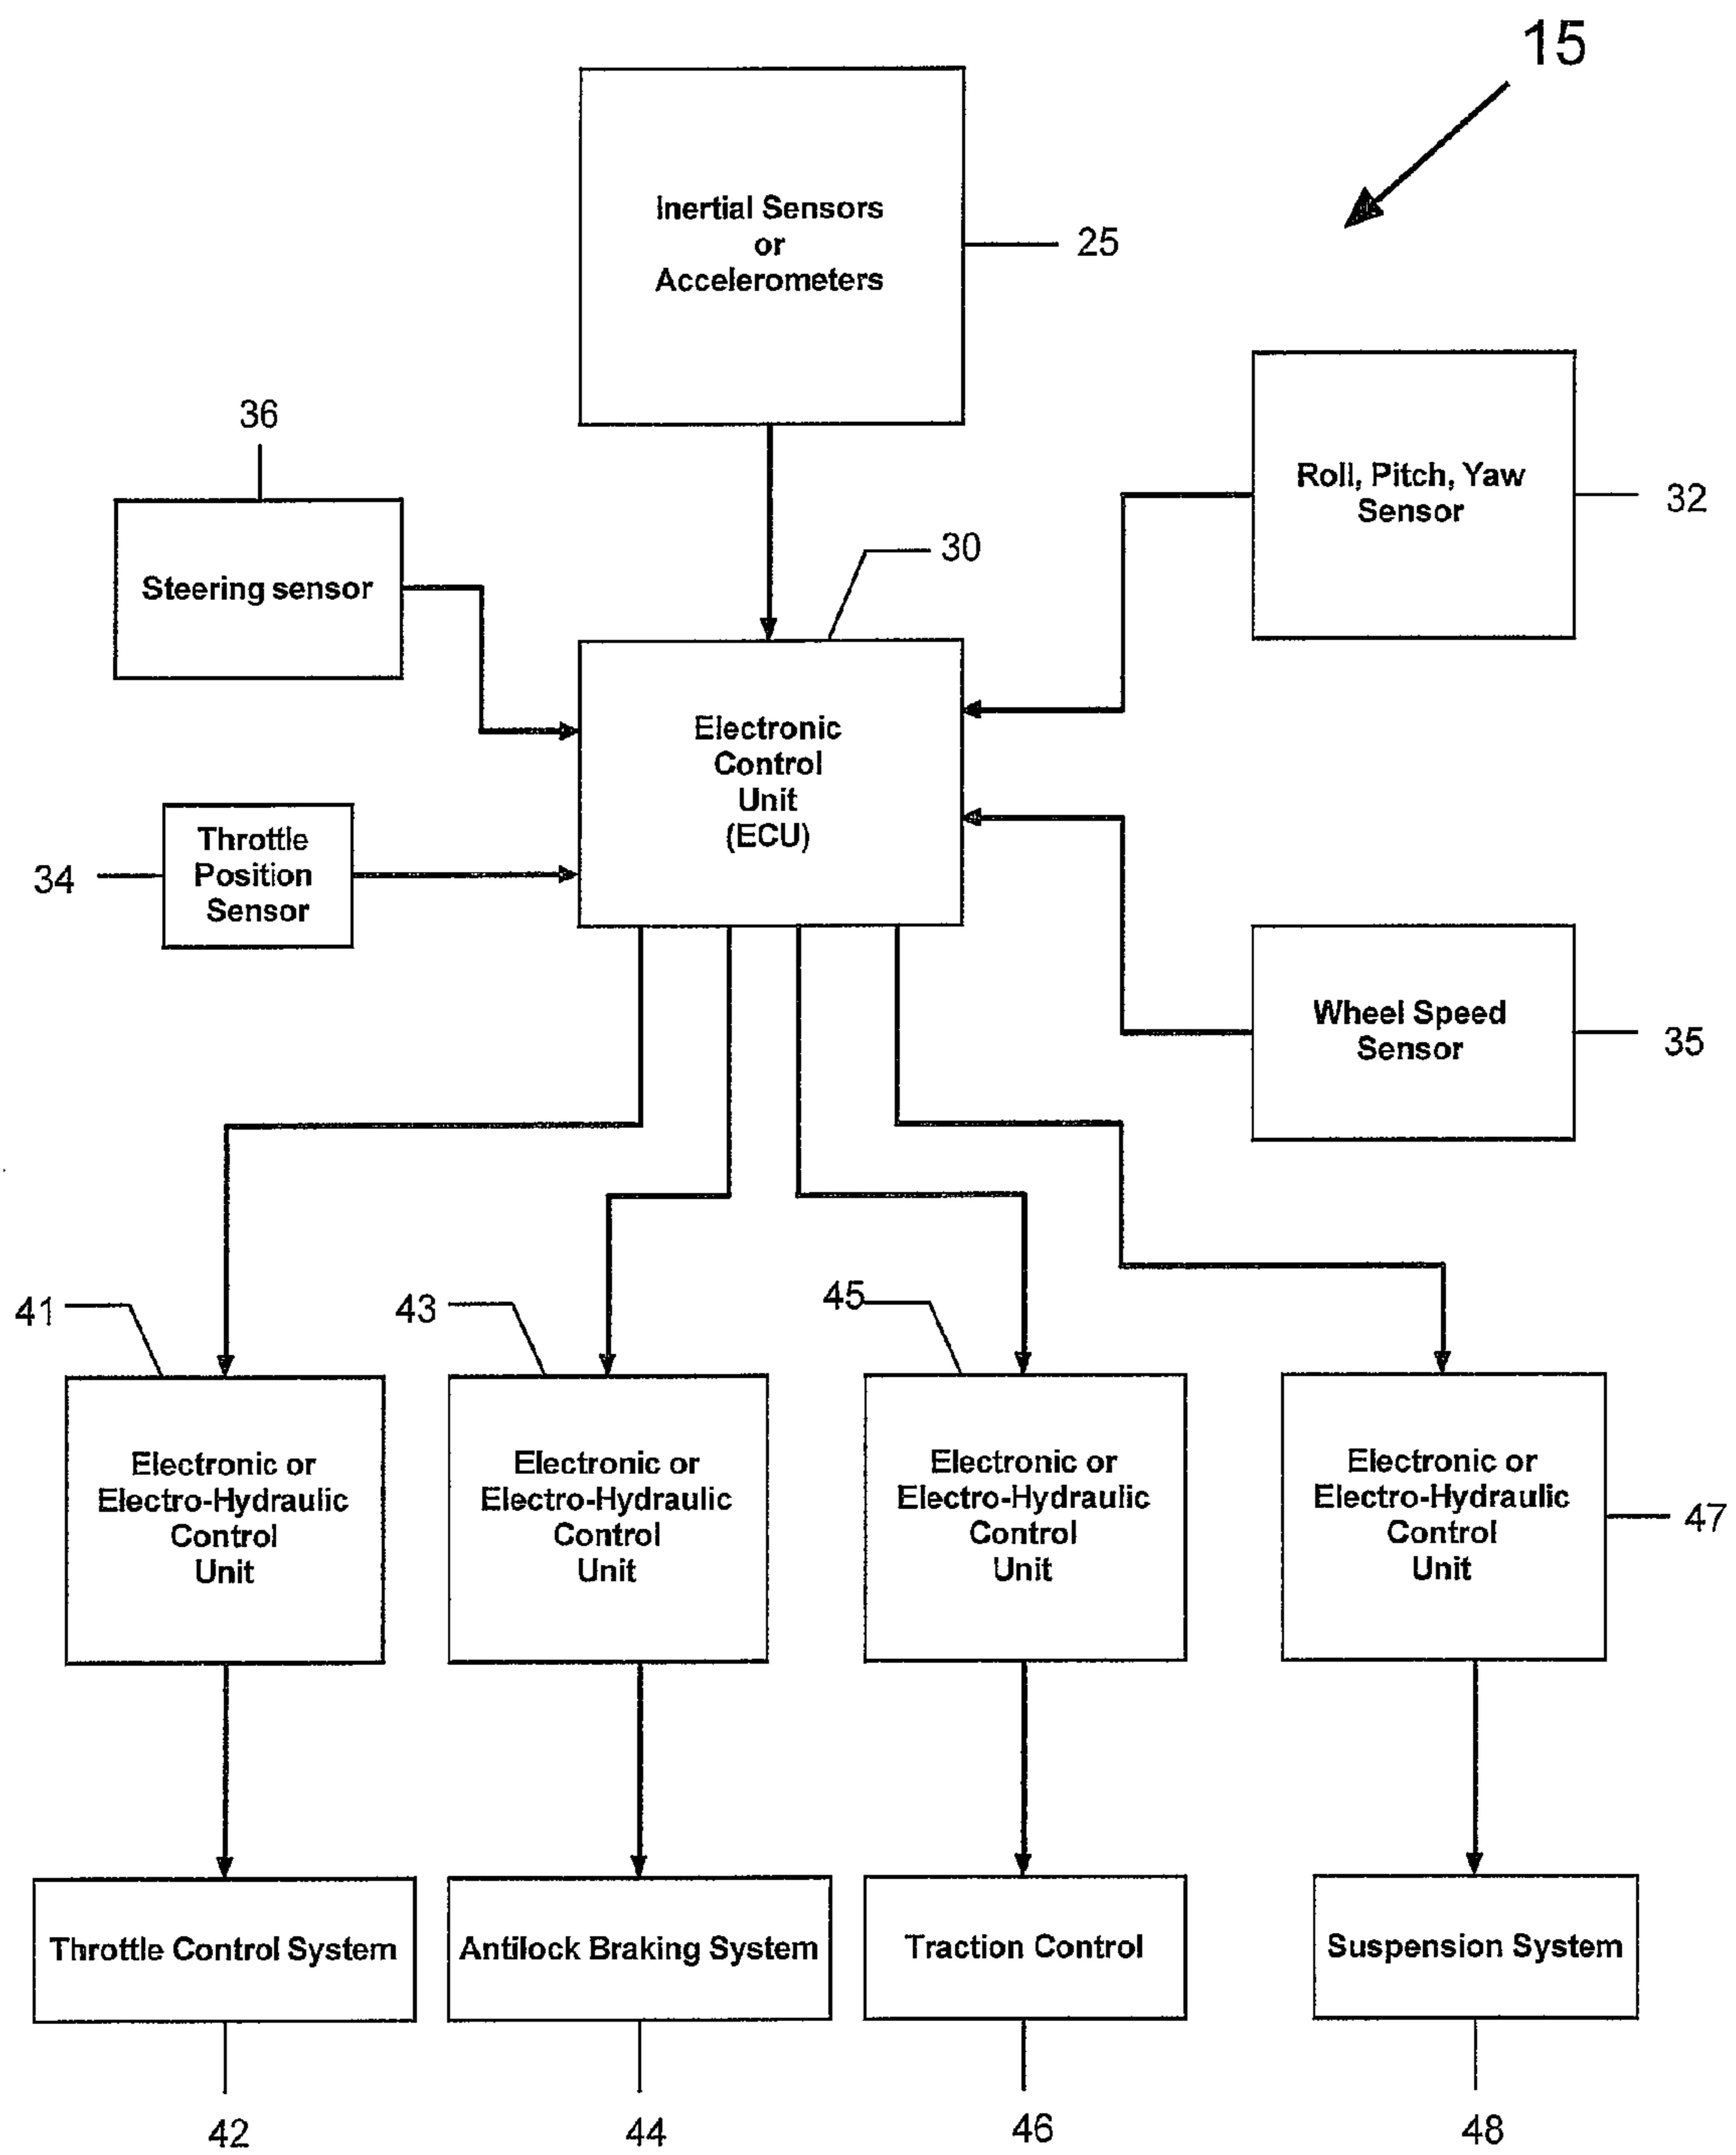 15
Inertial Sensors
or
Accelerometers
25
36
Roll, Pitch, Yaw
Sensor
32
Steering sensor
30
Electronic
Control
Unit
(ECU)
Throttle
Position
Sensor
34
Wheel Speed
Sensor
35
41
43
45
Electronic or
Electro-Hydraulic
Control
Unit
Electronic or
Electro-Hydraulic
Control
Unit
Electronic or
Electro-Hydraulic
Control
Unit
Electronic or
Electro-Hydraulic
Control
Unit
47
Throttle Control System
Antilock Braking System
Traction Control
Suspension System
42
44
46
48